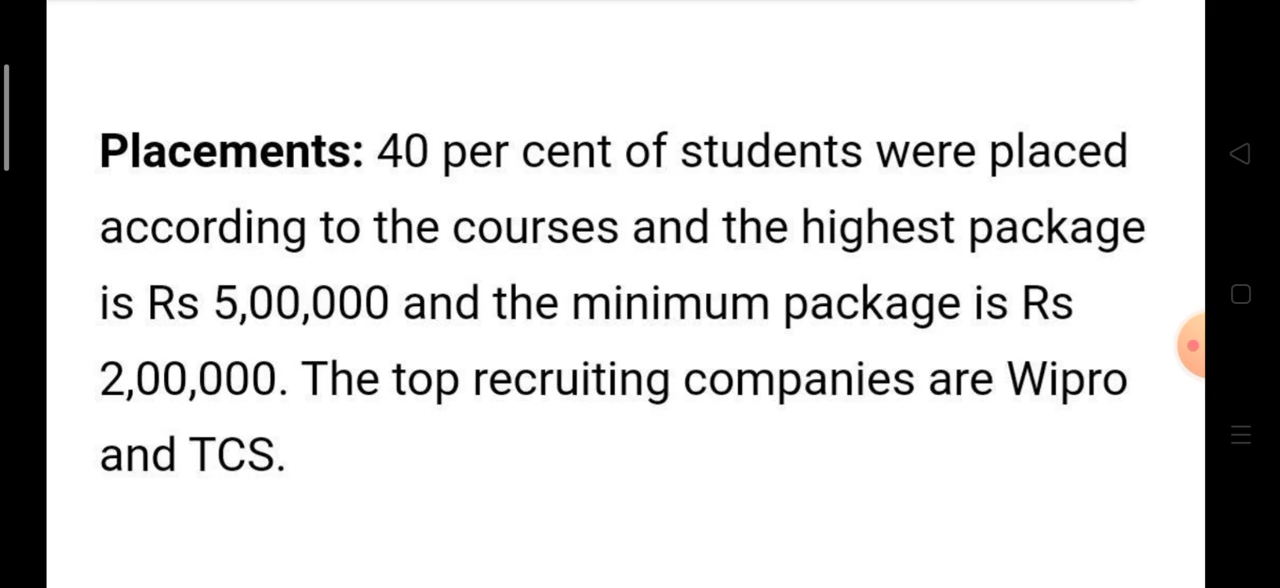 Placements: 40 per cent of students were placed
according to the courses and the highest package
is Rs 5,00,000 and the minimum package is Rs
2,00,000. The top recruiting companies are Wipro
and TCS.